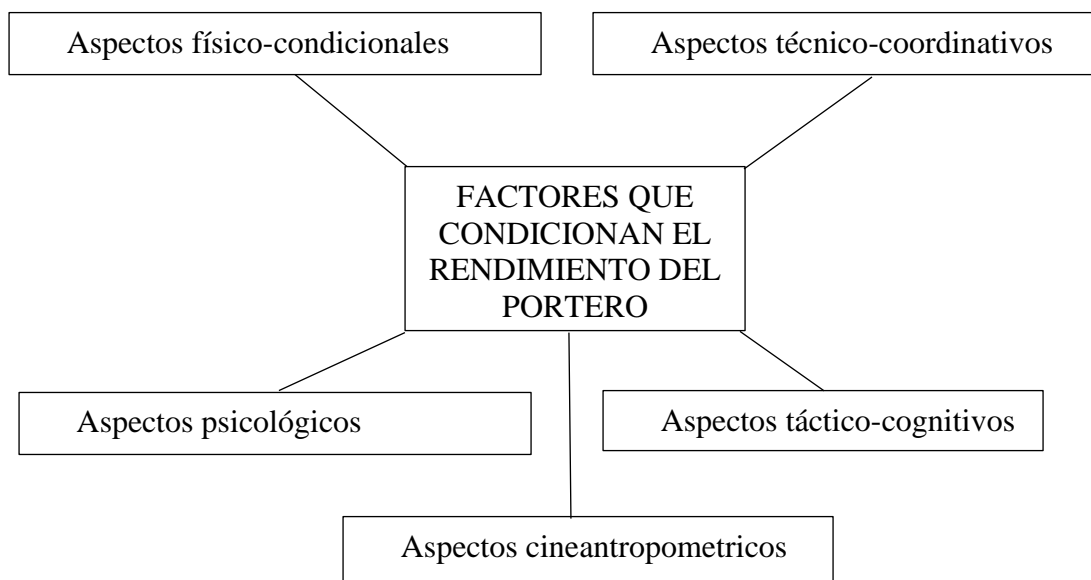 Aspectos físico-condicionales
Aspectos técnico-coordinativos
FACTORES QUE
CONDICIONAN EL
RENDIMIENTO DEL
PORTERO
Aspectos psicológicos
Aspectos táctico-cognitivos
Aspectos cineantropometricos